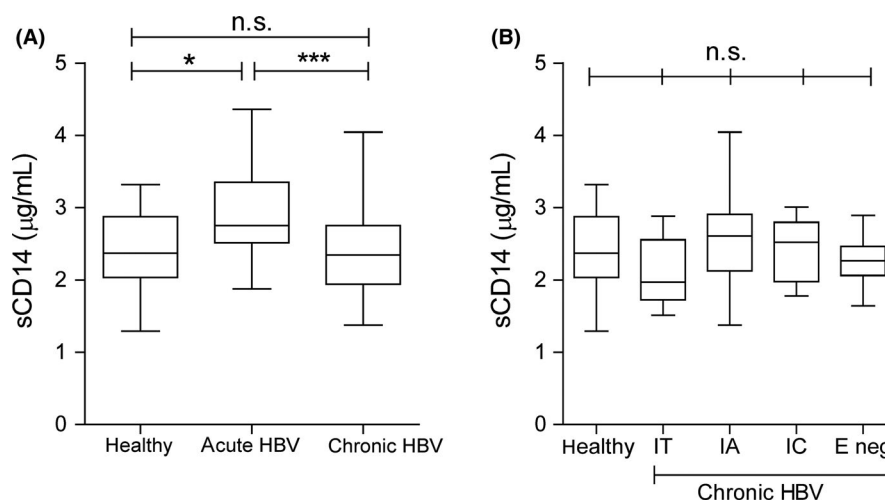 (A)
n.s.
* ***
5
4
3
2
1
0
sCD14 (µg/mL)
Healthy Acute HBV Chronic HBV
(B)
n.s.
5
4
3
2
1
0
sCD14 (µg/mL)
Healthy IT IA IC E neg
Chronic HBV